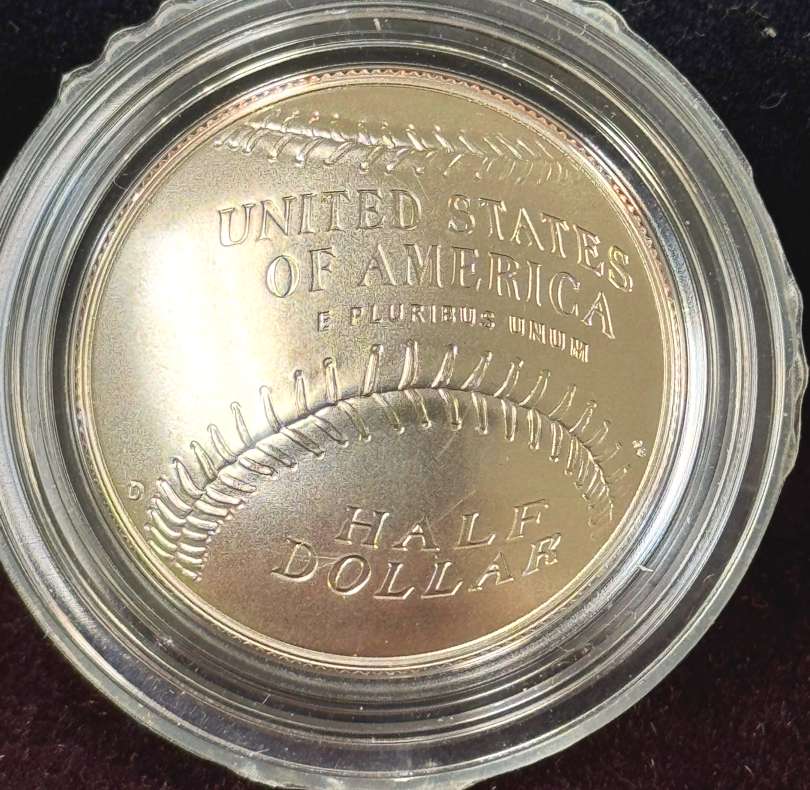 UNITED STATES
OF AMERICA
E PLURIBUS UNUM
D
HALF
DOLLAR